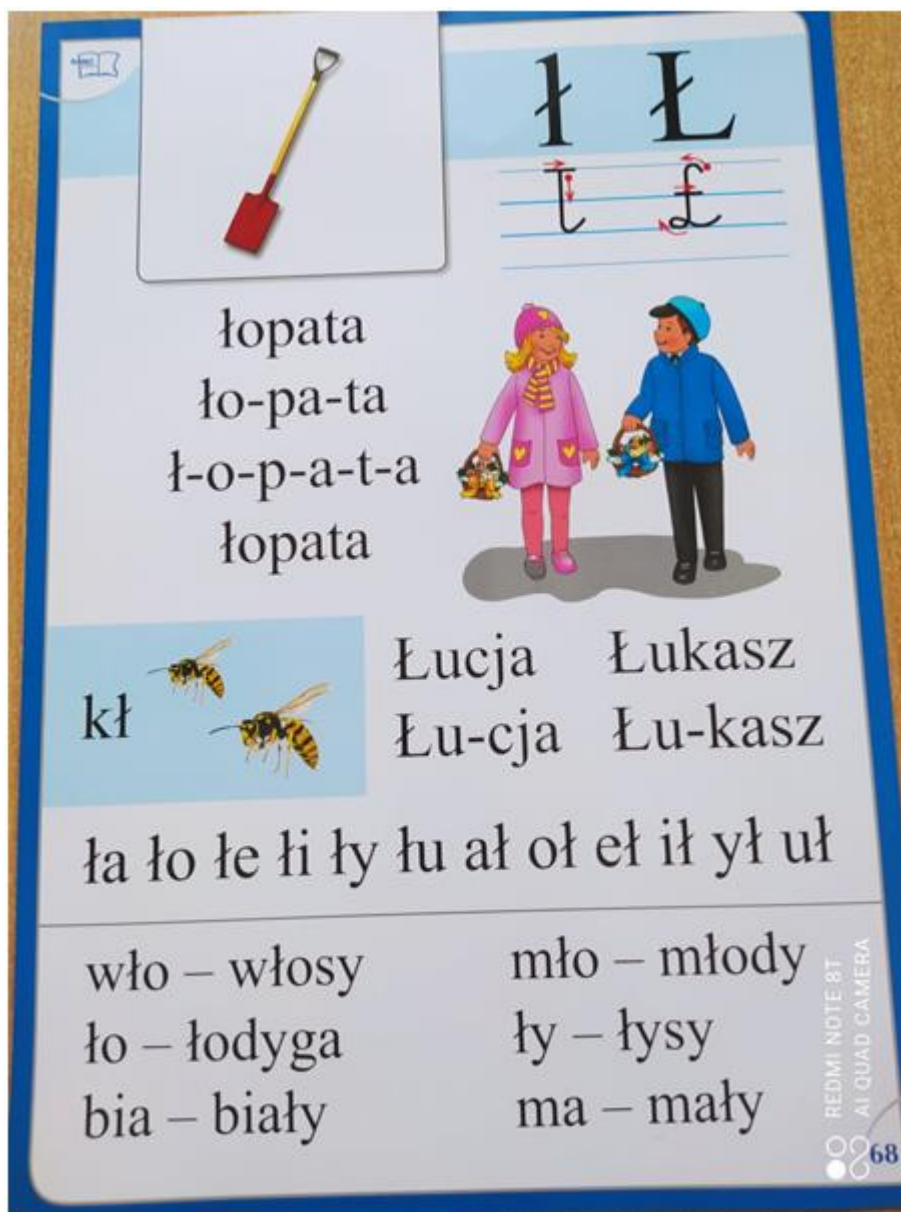 ł Ł
ł Ł
łopata
ło-pa-ta
ł-o-p-a-t-a
łopata
kł
Łucja Łukasz
Łu-cja Łu-kasz
ła ło łe łi ły łu ał oł eł ił ył uł
wło – włosy
ło – łodyga
bia – biały
mło – młody
ły – łysy
ma – mały
68
REDMI NOTE 8T
AI QUAD CAMERA